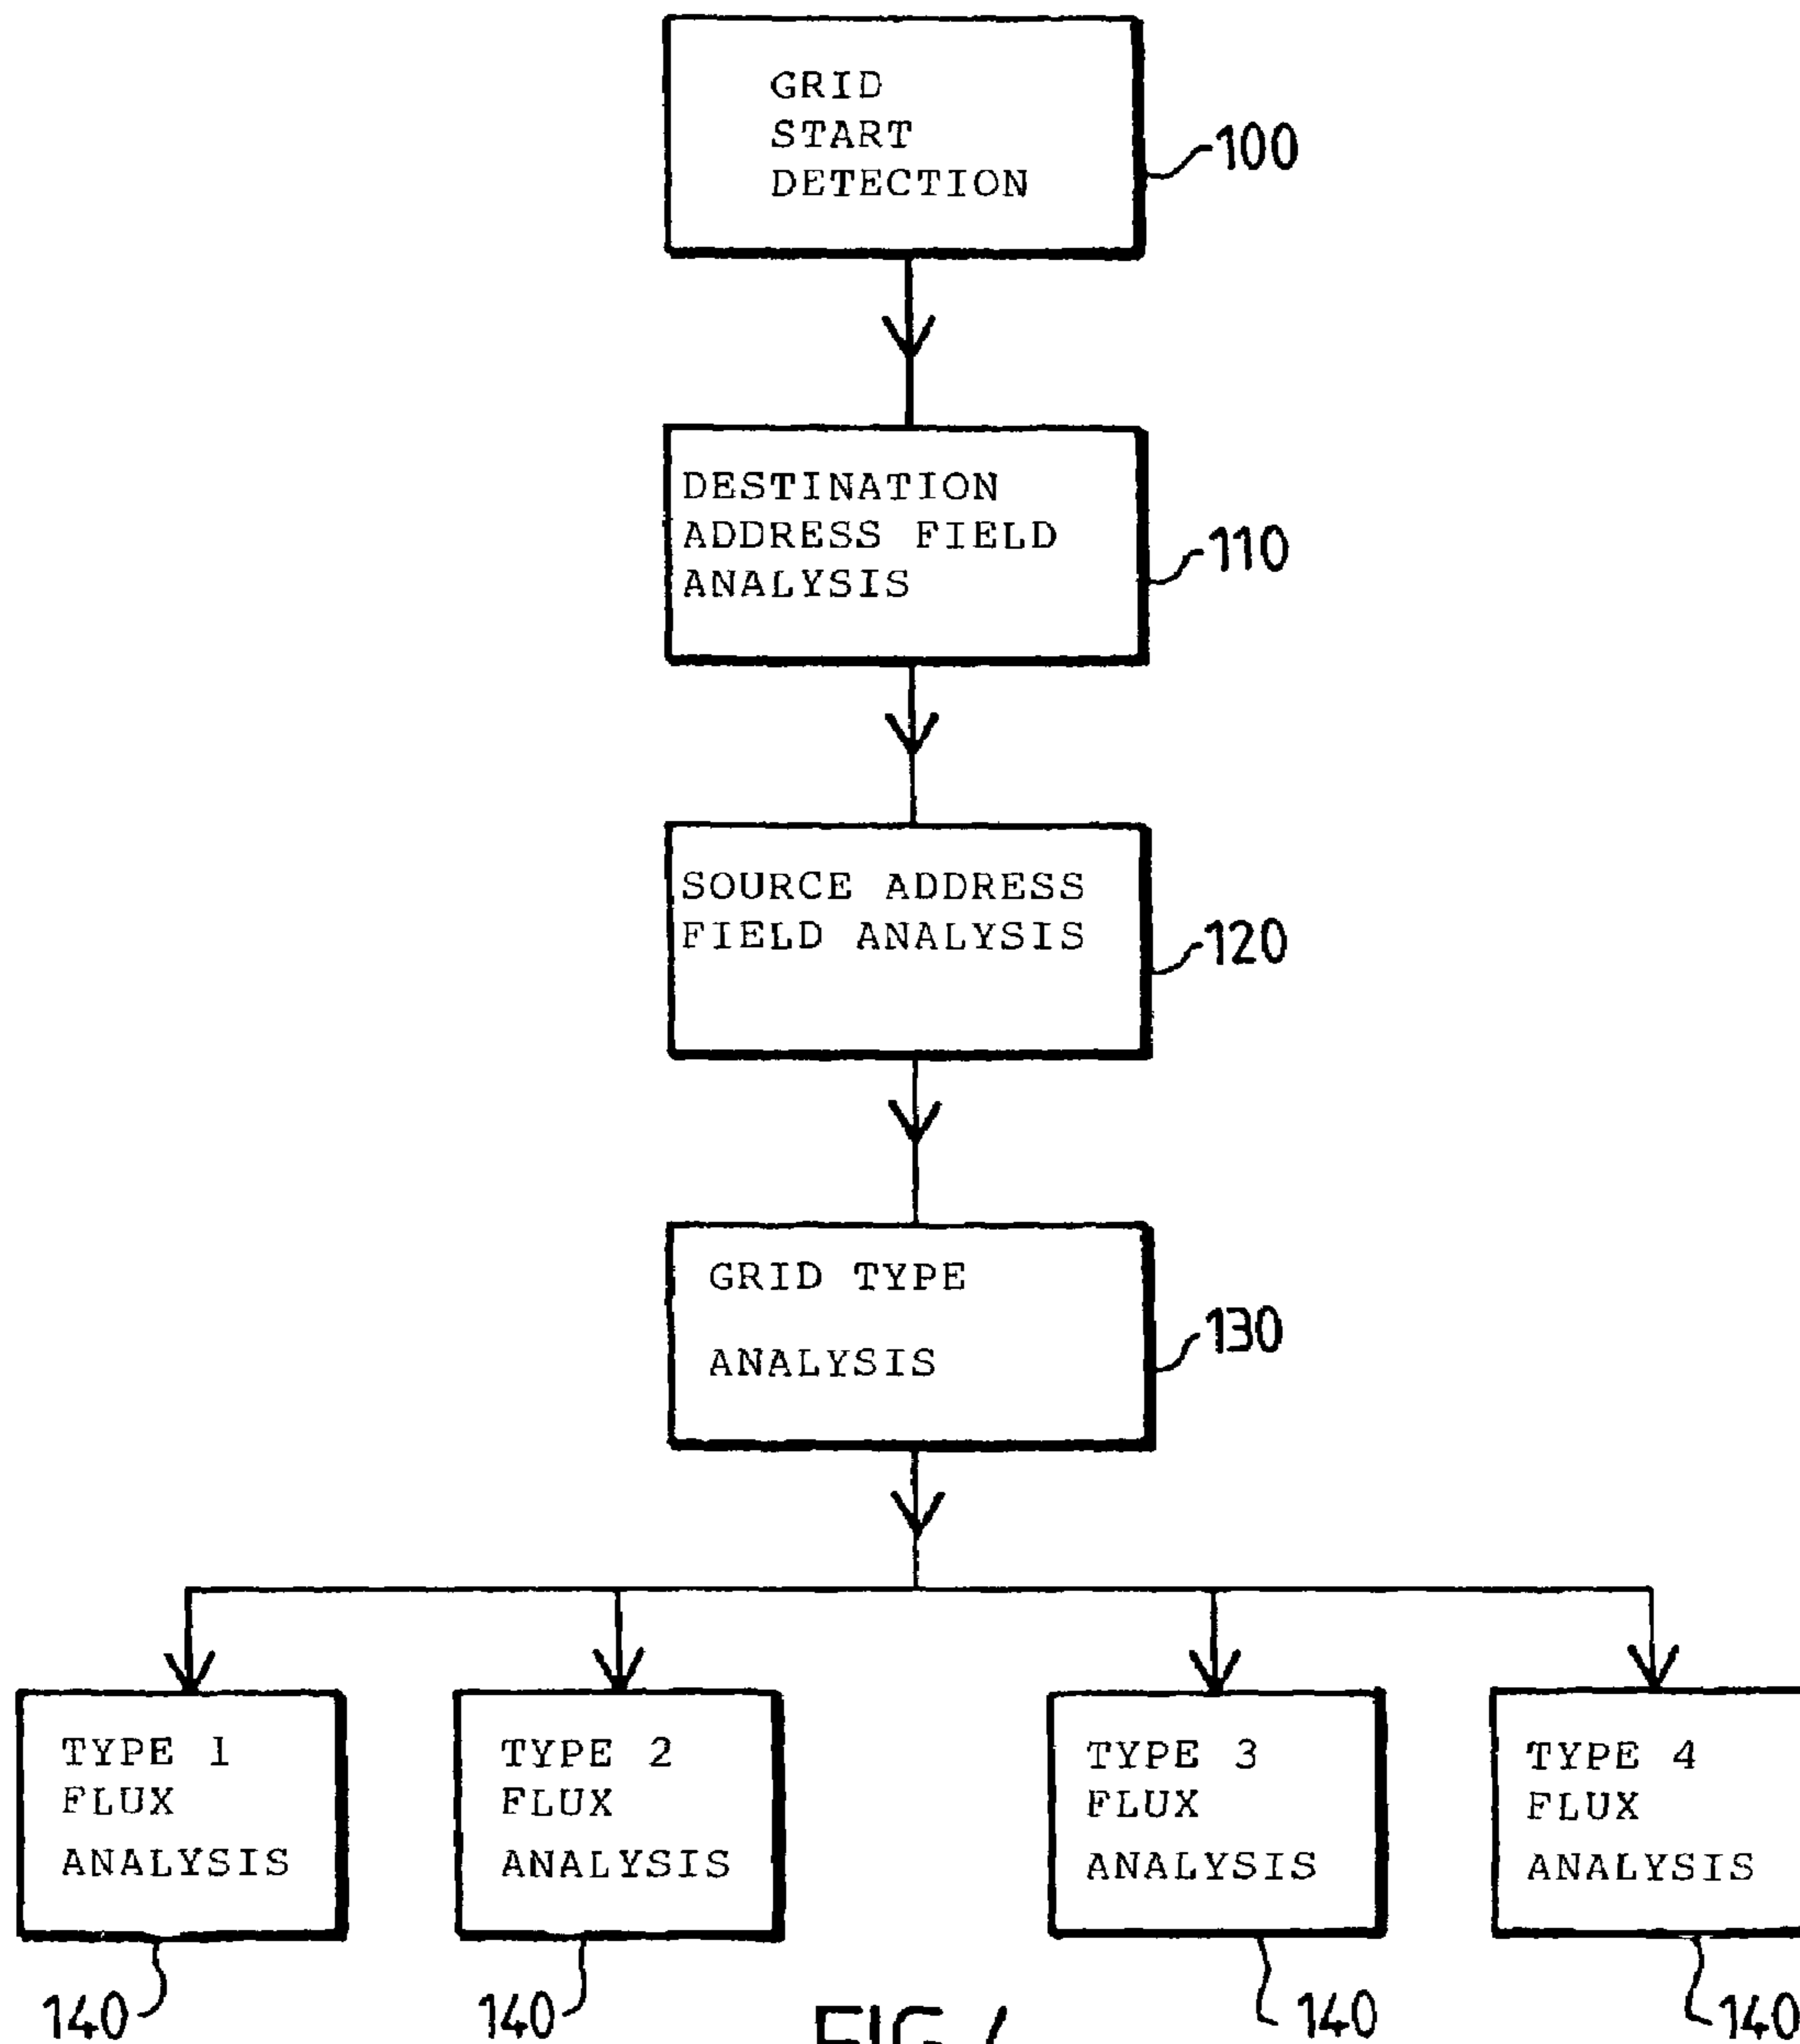 GRID
START
DETECTION
100
DESTINATION
ADDRESS FIELD
ANALYSIS
110
SOURCE ADDRESS
FIELD ANALYSIS
120
GRID TYPE
ANALYSIS
130
TYPE 1
FLUX
ANALYSIS
140
TYPE 2
FLUX
ANALYSIS
140
TYPE 3
FLUX
ANALYSIS
140
TYPE 4
FLUX
ANALYSIS
140
FIG